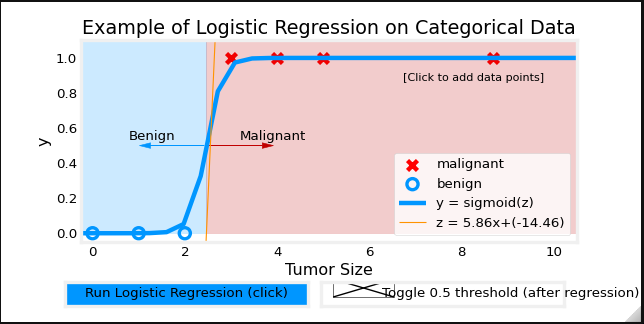 Example of Logistic Regression on Categorical Data
1.0
[Click to add data points]
0.8
y
0.6
Benign
Malignant
0.4
0.2
0.0
malignant
benign
y = sigmoid(z)
z = 5.86x+(-14.46)
0 2 4 6 8 10
Tumor Size
Run Logistic Regression (click)
Toggle 0.5 threshold (after regression)